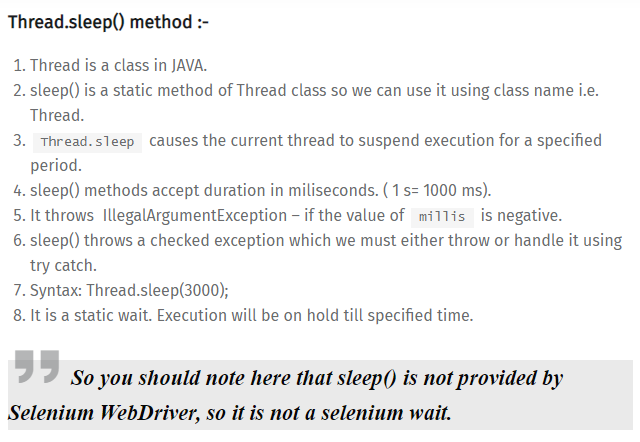 Thread.sleep() method :-
1. Thread is a class in JAVA.
2. sleep() is a static method of Thread class so we can use it using class name i.e.
Thread.
3. Thread.sleep causes the current thread to suspend execution for a specified
period.
4. sleep() methods accept duration in miliseconds. ( 1 s= 1000 ms).
5. It throws IllegalArgumentException – if the value of millis is negative.
6. sleep() throws a checked exception which we must either throw or handle it using
try catch.
7. Syntax: Thread.sleep(3000);
8. It is a static wait. Execution will be on hold till specified time.
” So you should note here that sleep() is not provided by
Selenium WebDriver, so it is not a selenium wait.